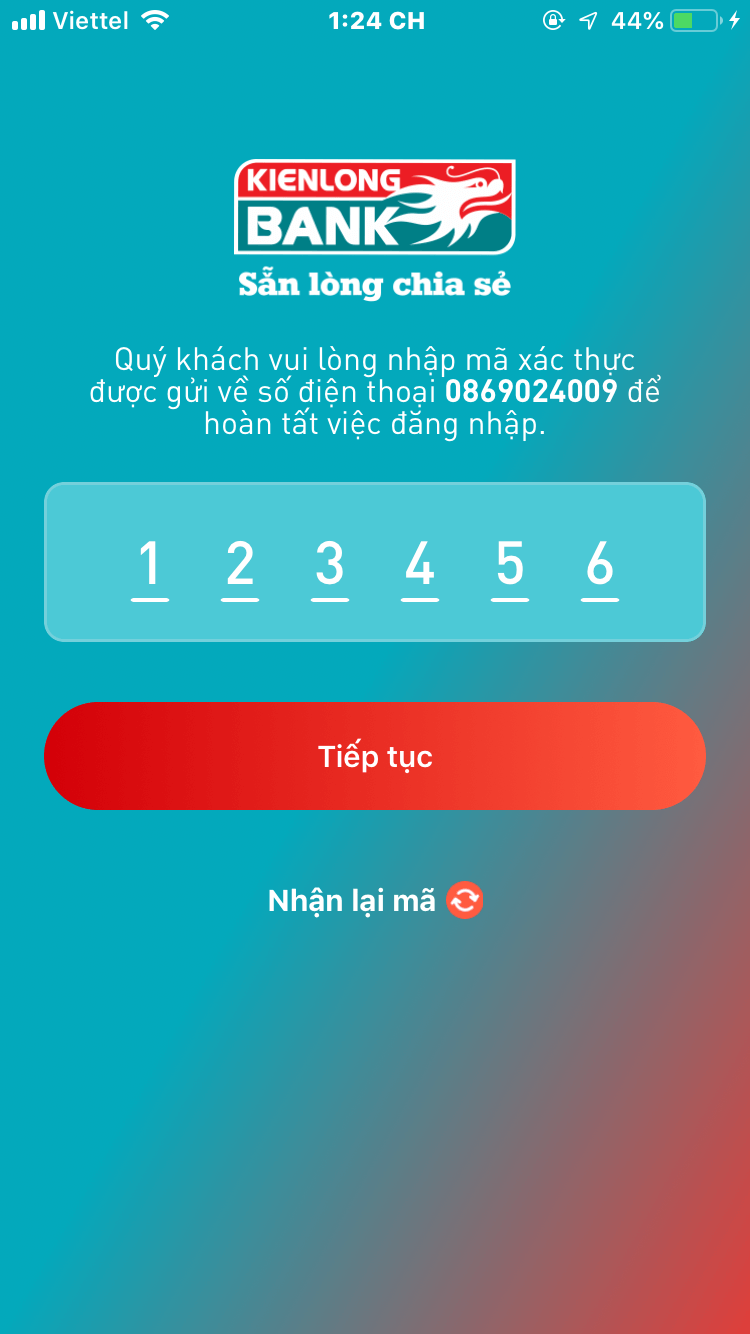 Viettel 1:24 CH 44%
KIENLONG
BANK
Sẵn lòng chia sẻ
Quý khách vui lòng nhập mã xác thực
được gửi về số điện thoại 0869024009 để
hoàn tất việc đăng nhập.
1 2 3 4 5 6
Tiếp tục
Nhận lại mã